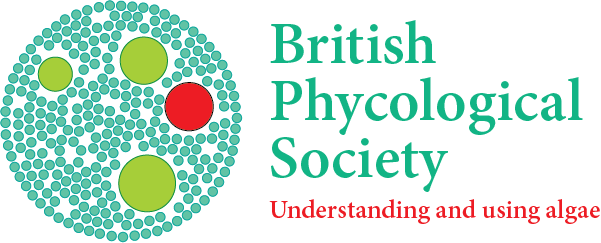 British
Phycological
Society
Understanding and using algae